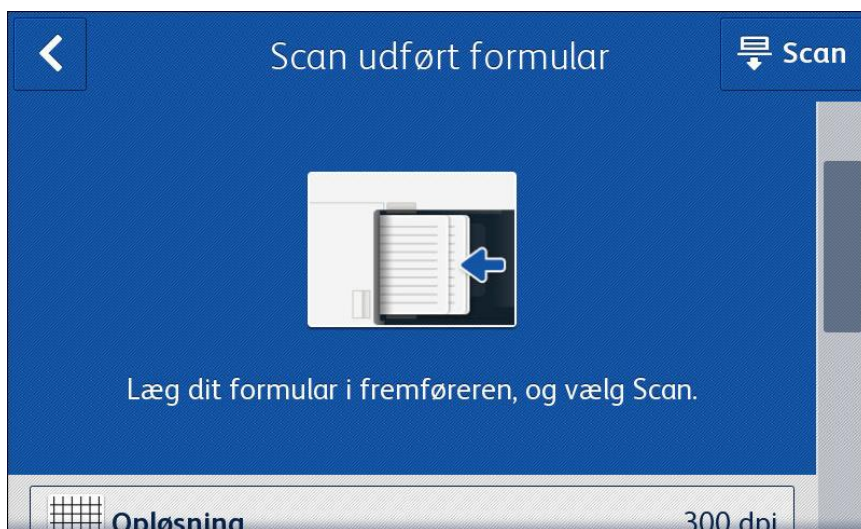 Scan udført formular
Scan
Læg dit formular i fremføreren, og vælg Scan.
Opløsning 300 dpi